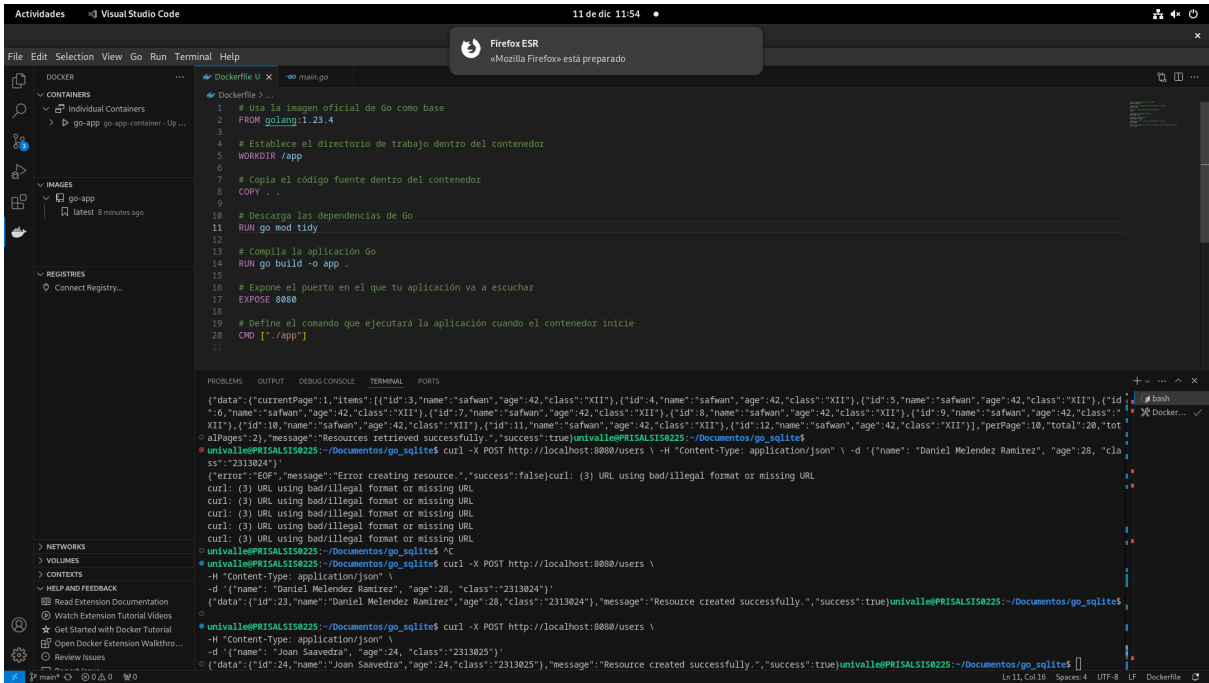 Actividades Visual Studio Code 11 de dic 11:54
Firefox ESR
«Mozilla Firefox» está preparado
File Edit Selection View Go Run Terminal Help
DOCKER ...
CONTAINERS
Individual Containers
go-app go-app-container - Up ...
IMAGES
go-app
latest 8 minutes ago
REGISTRIES
Connect Registry...
NETWORKS
VOLUMES
CONTEXTS
HELP AND FEEDBACK
Read Extension Documentation
Watch Extension Tutorial Videos
Get Started with Docker Tutorial
Open Docker Extension Walkthro...
Review Issues
Dockerfile U main.go
Dockerfile > ...
1 # Usa la imagen oficial de Go como base
2 FROM golang:1.23.4
3
4 # Establece el directorio de trabajo dentro del contenedor
5 WORKDIR /app
6
7 # Copia el código fuente dentro del contenedor
8 COPY . .
9
10 # Descarga las dependencias de Go
11 RUN go mod tidy
12
13 # Compila la aplicación Go
14 RUN go build -o app .
15
16 # Expone el puerto en el que tu aplicación va a escuchar
17 EXPOSE 8080
18
19 # Define el comando que ejecutará la aplicación cuando el contenedor inicie
20 CMD ["./app"]
21
PROBLEMS OUTPUT DEBUG CONSOLE TERMINAL PORTS
{"data":{"currentPage":1,"items":[{"id":3,"name":"safwan","age":42,"class":"XII"},{"id":4,"name":"safwan","age":42,"class":"XII"},{"id":5,"name":"safwan","age":42,"class":"XII"},{"id
":6,"name":"safwan","age":42,"class":"XII"},{"id":7,"name":"safwan","age":42,"class":"XII"},{"id":8,"name":"safwan","age":42,"class":"XII"},{"id":9,"name":"safwan","age":42,"class":"
XII"},{"id":10,"name":"safwan","age":42,"class":"XII"},{"id":11,"name":"safwan","age":42,"class":"XII"},{"id":12,"name":"safwan","age":42,"class":"XII"}],"perPage":10,"total":20,"tot
alPages":2},"message":"Resources retrieved successfully.","success":true}univalle@PRISALSIS0225:~/Documentos/go_sqlite$
univalle@PRISALSIS0225:~/Documentos/go_sqlite$ curl -X POST http://localhost:8080/users \ -H "Content-Type: application/json" \ -d '{"name": "Daniel Melendez Ramirez", "age":28, "cla
ss":"2313024"}'
{"error":"EOF","message":"Error creating resource.","success":false}curl: (3) URL using bad/illegal format or missing URL
curl: (3) URL using bad/illegal format or missing URL
curl: (3) URL using bad/illegal format or missing URL
curl: (3) URL using bad/illegal format or missing URL
curl: (3) URL using bad/illegal format or missing URL
univalle@PRISALSIS0225:~/Documentos/go_sqlite$ ^C
univalle@PRISALSIS0225:~/Documentos/go_sqlite$ curl -X POST http://localhost:8080/users \
-H "Content-Type: application/json" \
-d '{"name": "Daniel Melendez Ramirez", "age":28, "class":"2313024"}'
{"data":{"id":23,"name":"Daniel Melendez Ramirez","age":28,"class":"2313024"},"message":"Resource created successfully.","success":true}univalle@PRISALSIS0225:~/Documentos/go_sqlite$
univalle@PRISALSIS0225:~/Documentos/go_sqlite$ curl -X POST http://localhost:8080/users \
-H "Content-Type: application/json" \
-d '{"name": "Joan Saavedra", "age":24, "class":"2313025"}'
{"data":{"id":24,"name":"Joan Saavedra","age":24,"class":"2313025"},"message":"Resource created successfully.","success":true}univalle@PRISALSIS0225:~/Documentos/go_sqlite$
bash
Docker...
main* 0 0 0 Ln 11, Col 16 Spaces: 4 UTF-8 LF Dockerfile